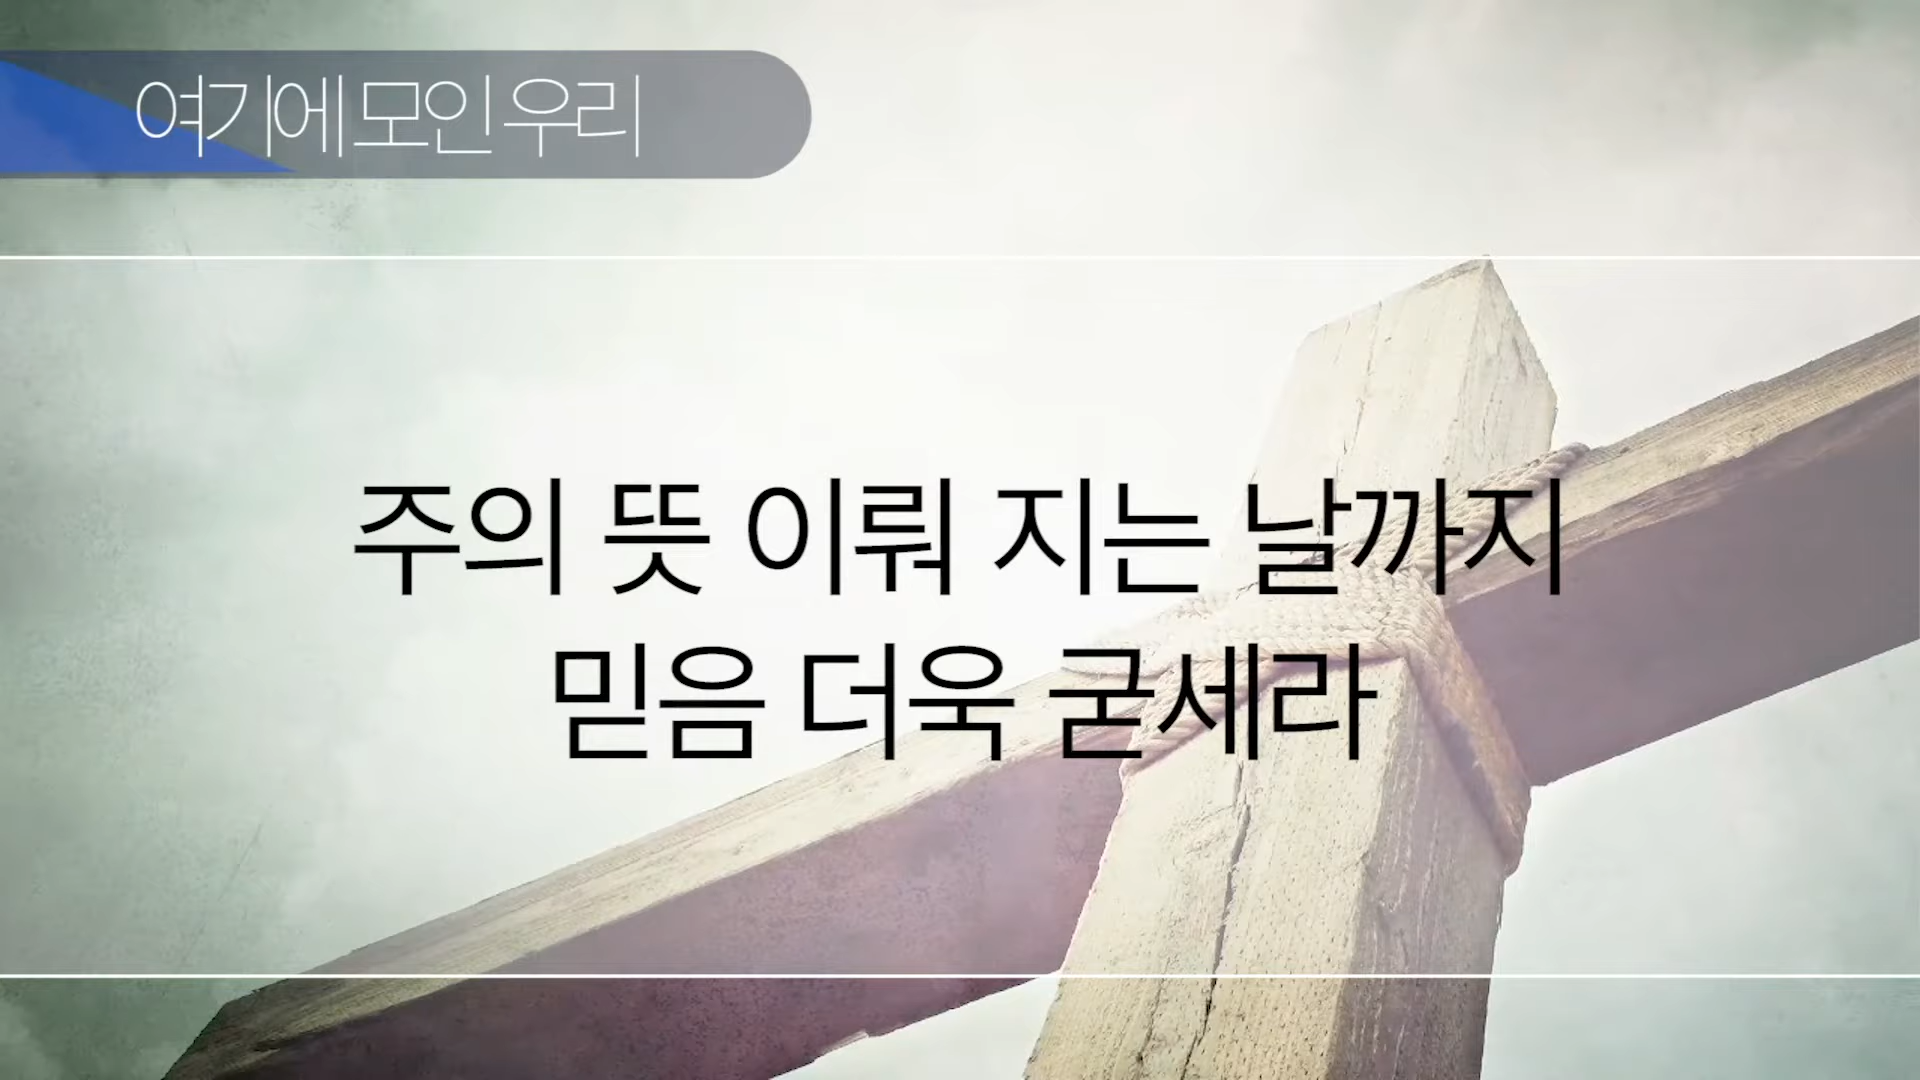 여기에 모인 우리
주의 뜻 이뤄 지는 날까지
믿음 더욱 굳세라